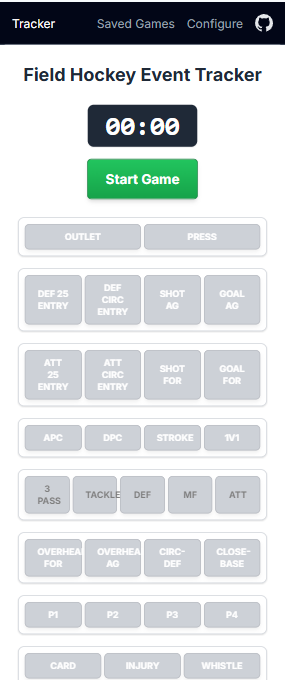 Tracker Saved Games Configure
Field Hockey Event Tracker
00:00
Start Game
OUTLET PRESS
DEF 25 ENTRY
DEF CIRC ENTRY
SHOT AG
GOAL AG
ATT 25 ENTRY
ATT CIRC ENTRY
SHOT FOR
GOAL FOR
APC DPC STROKE 1V1
3 PASS
TACKLE
DEF
MF
ATT
OVERHEA FOR
OVERHEA AG
CIRC-DEF
CLOSE-BASE
P1 P2 P3 P4
CARD INJURY WHISTLE